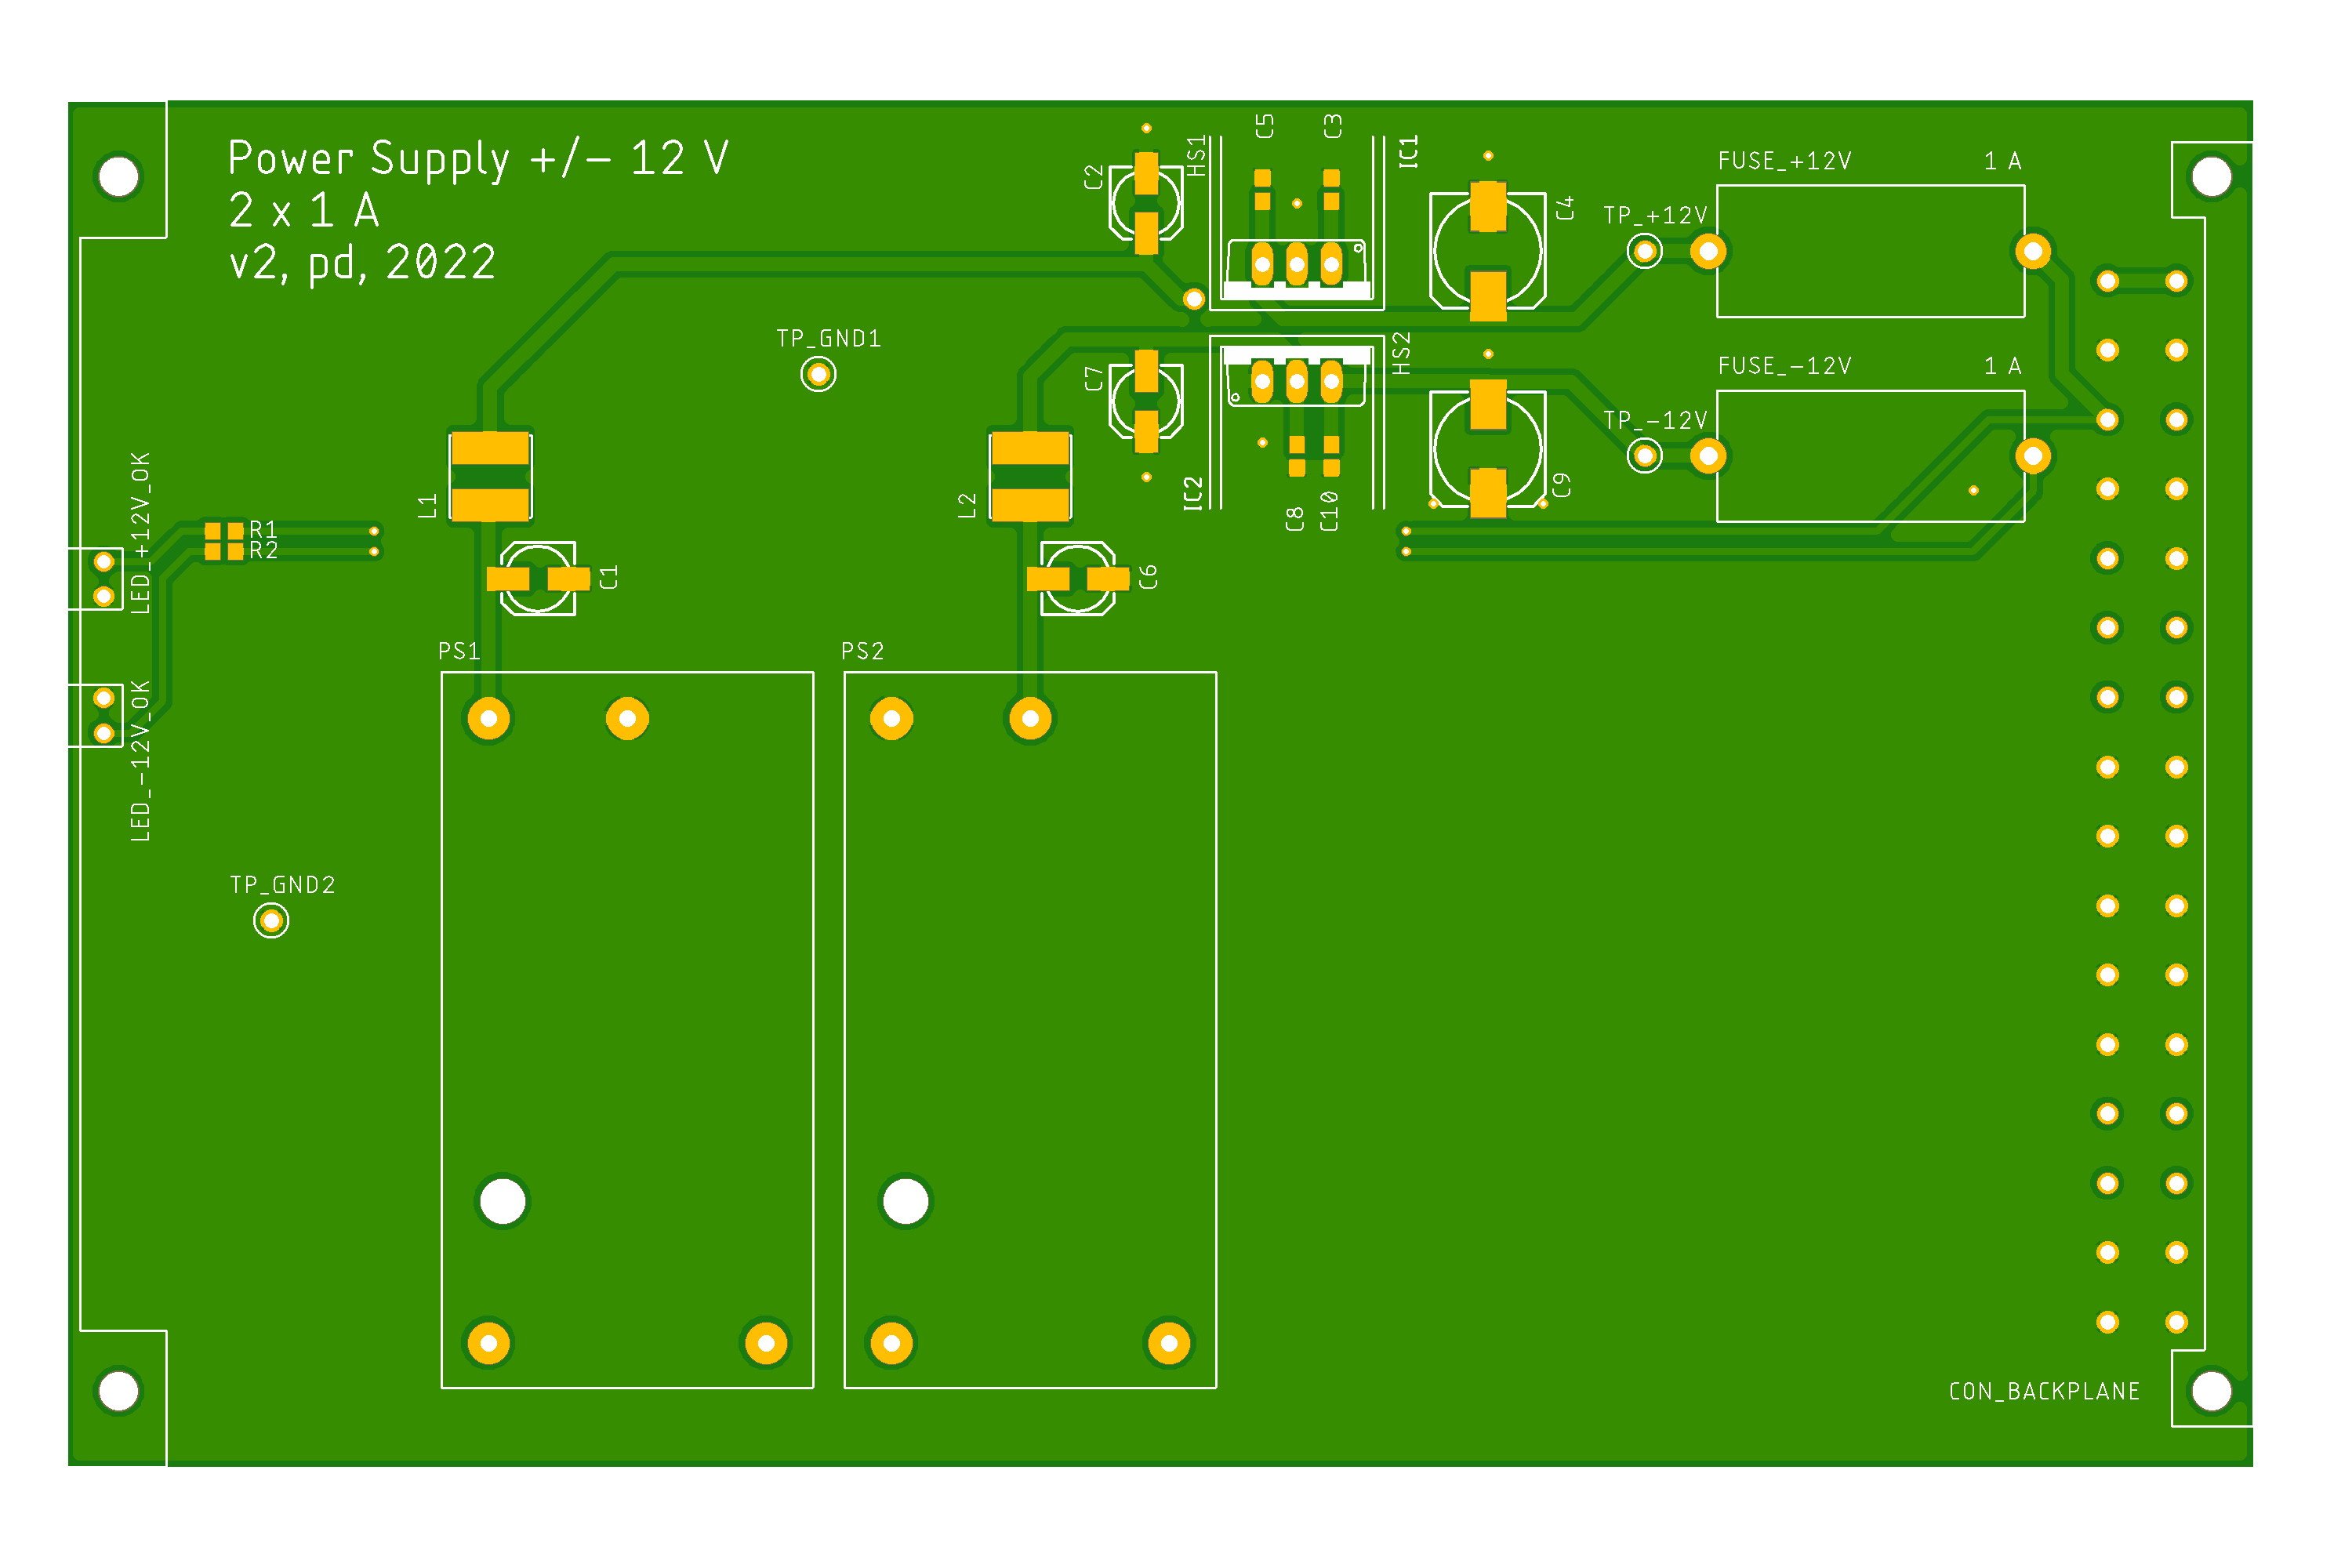 Power Supply +/- 12 V
2 x 1 A
v2, pd, 2022
C2
HS1
C5
C3
IC1
C4
FUSE_+12V 1 A
TP_+12V
TP_GND1
HS2
C7
FUSE_-12V 1 A
TP_-12V
L1
L2
IC2
C8
C10
C9
LED_+12V_OK
R1
R2
C1
C6
PS1
PS2
LED_-12V_OK
TP_GND2
CON_BACKPLANE